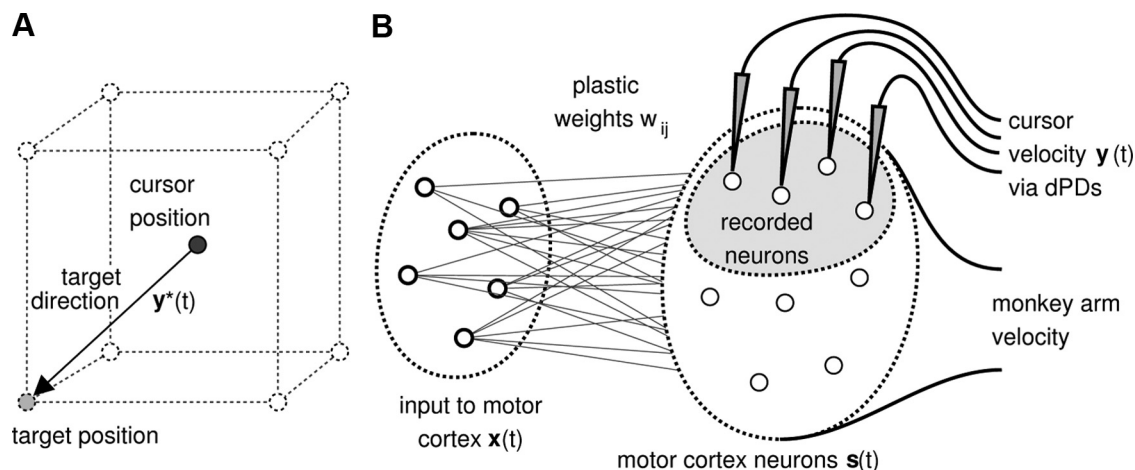 A
cursor
position
target
direction
y*(t)
target position
B
plastic
weights w_ij
recorded
neurons
input to motor
cortex x(t)
motor cortex neurons s(t)
cursor
velocity y(t)
via dPDs
monkey arm
velocity